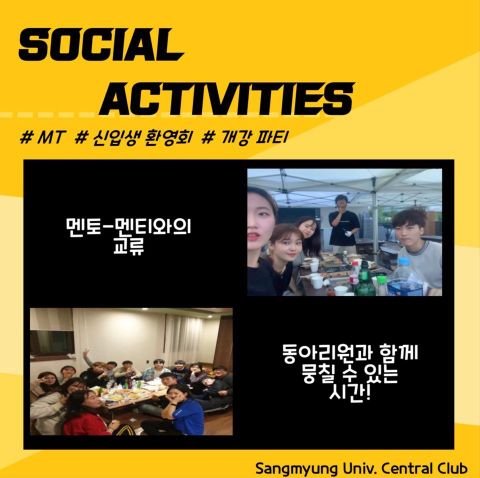 SOCIAL
ACTIVITIES
# MT # 신입생 환영회 # 개강 파티
멘토-멘티와의
교류
동아리원과 함께
뭉칠 수 있는
시간!
Sangmyung Univ. Central Club